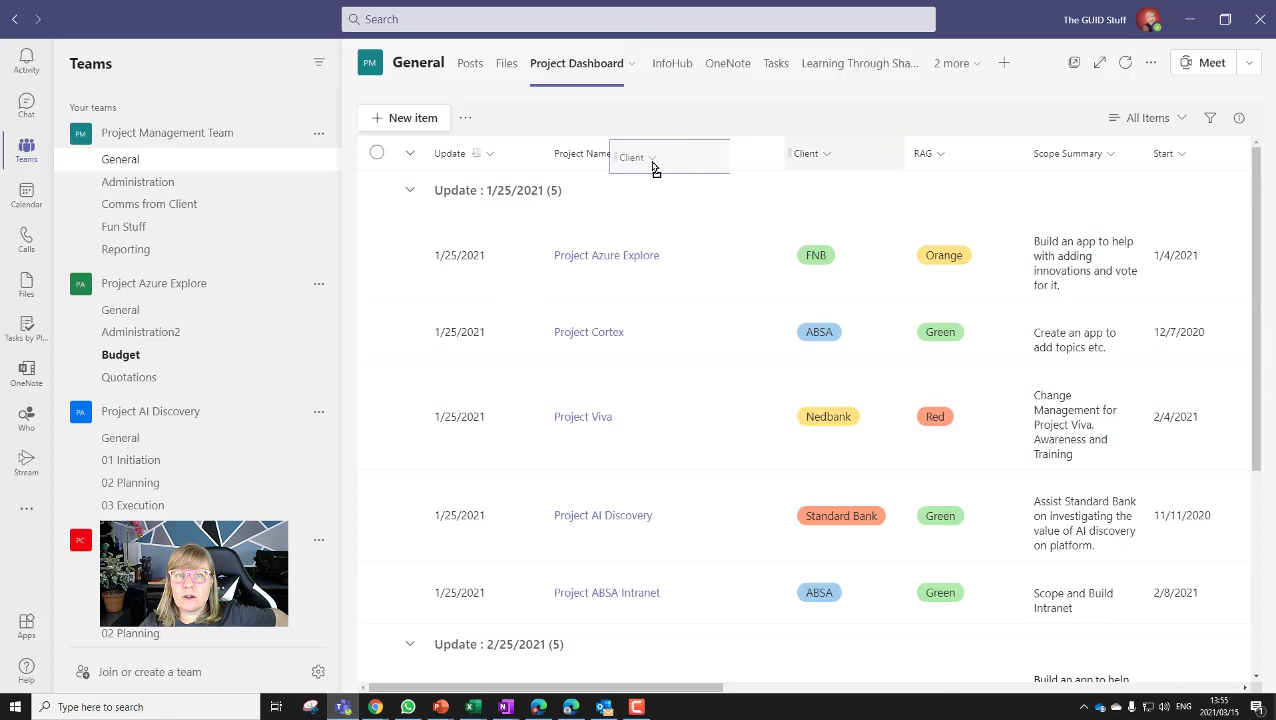 Search
The GUID Stuff
Activity
Chat
Teams
Calendar
Calls
Files
Tasks by Pl...
OneNote
Who
Stream
Apps
Help
Teams
Your teams
PM Project Management Team
General
Administration
Comms from Client
Fun Stuff
Reporting
PA Project Azure Explore
General
Administration2
Budget
Quotations
PA Project AI Discovery
General
01 Initiation
02 Planning
03 Execution
PC
02 Planning
Join or create a team
PM General Posts Files Project Dashboard InfoHub OneNote Tasks Learning Through Sha... 2 more Meet
New item All Items
Update Project Name Client Client RAG Scope Summary Start
Update : 1/25/2021 (5)
1/25/2021 Project Azure Explore FNB Orange 1/4/2021
Build an app to help
with adding
innovations and vote
for it.
1/25/2021 Project Cortex ABSA Green 12/7/2020
Create an app to
add topics etc.
1/25/2021 Project Viva Nedbank Red 2/4/2021
Change
Management for
Project Viva.
Awareness and
Training
1/25/2021 Project AI Discovery Standard Bank Green 11/11/2020
Assist Standard Bank
on investigating the
value of AI discovery
on platform.
1/25/2021 Project ABSA Intranet ABSA Green 2/8/2021
Scope and Build
Intranet
Update : 2/25/2021 (5)
Build an app to help
Type here to search
ENG
13:55
2021/03/15